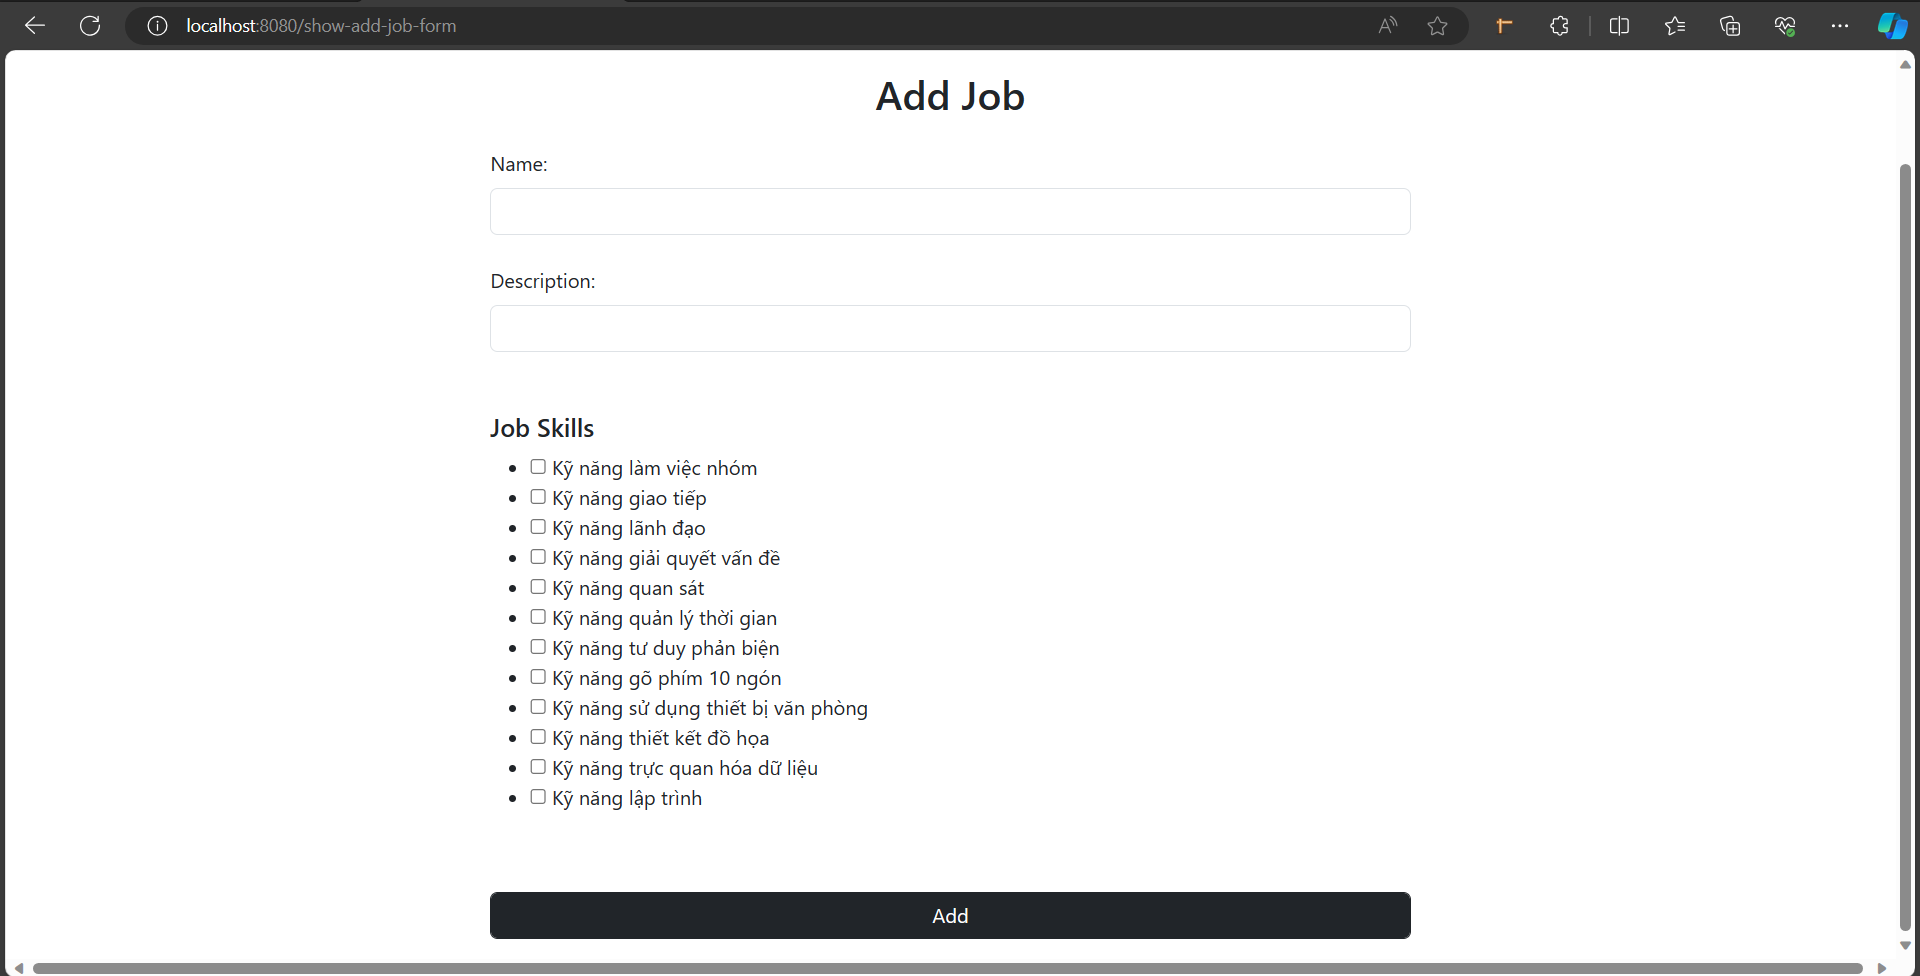 localhost:8080/show-add-job-form
Add Job
Name:
Description:
Job Skills
Kỹ năng làm việc nhóm
Kỹ năng giao tiếp
Kỹ năng lãnh đạo
Kỹ năng giải quyết vấn đề
Kỹ năng quan sát
Kỹ năng quản lý thời gian
Kỹ năng tư duy phản biện
Kỹ năng gõ phím 10 ngón
Kỹ năng sử dụng thiết bị văn phòng
Kỹ năng thiết kết đồ họa
Kỹ năng trực quan hóa dữ liệu
Kỹ năng lập trình
Add